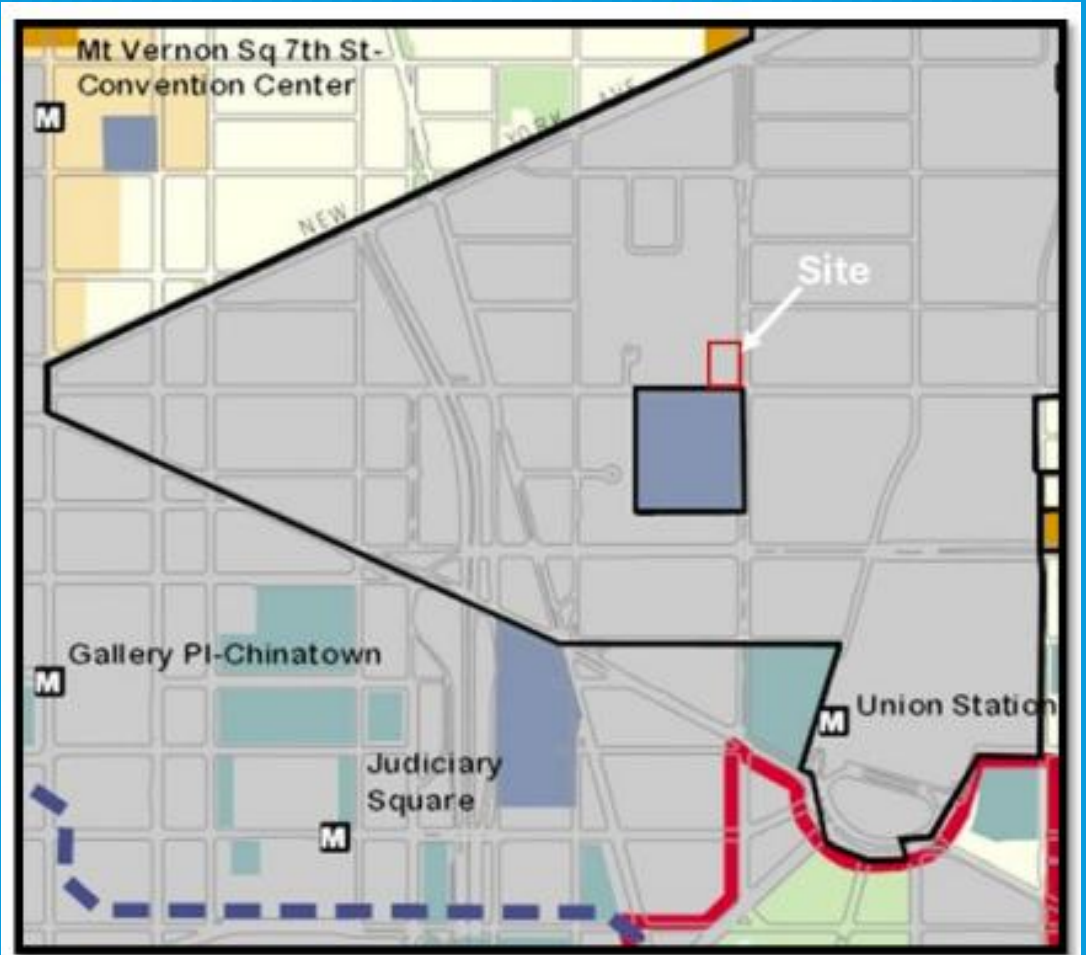 Mt Vernon Sq 7th St-
Convention Center
M
NEW
YORK
AVE
Site
Gallery Pl-Chinatown
M
Union Station
M
Judiciary
Square
M